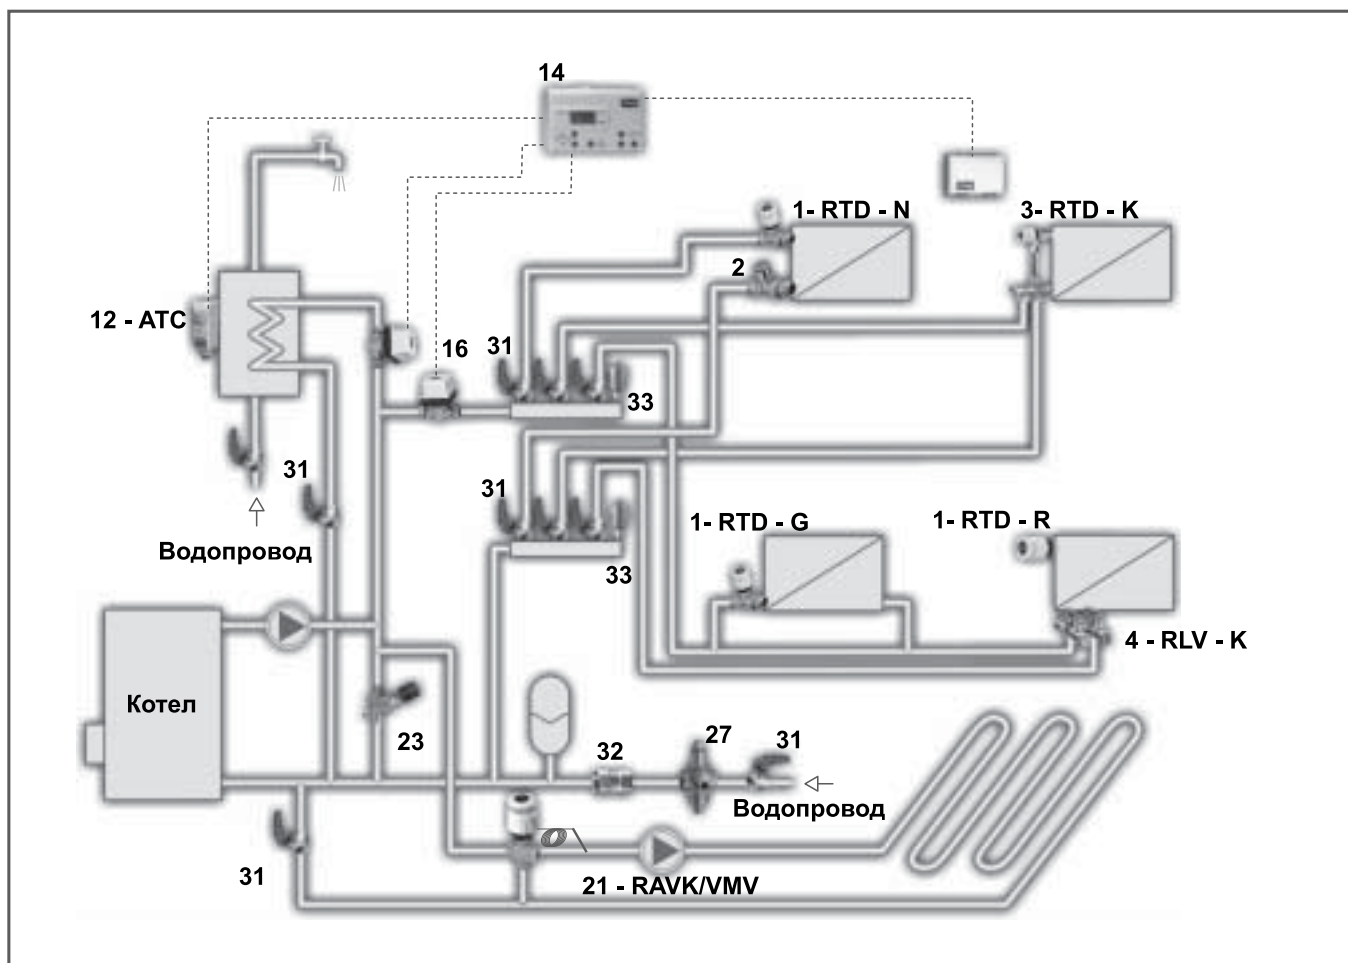 14
1- RTD - N
3- RTD - K
2
12 - ATC
16
31
33
31
31
1- RTD - G
1- RTD - R
Водопровод
33
4 - RLV - K
Котел
23
32
27
31
Водопровод
31
21 - RAVK/VMV